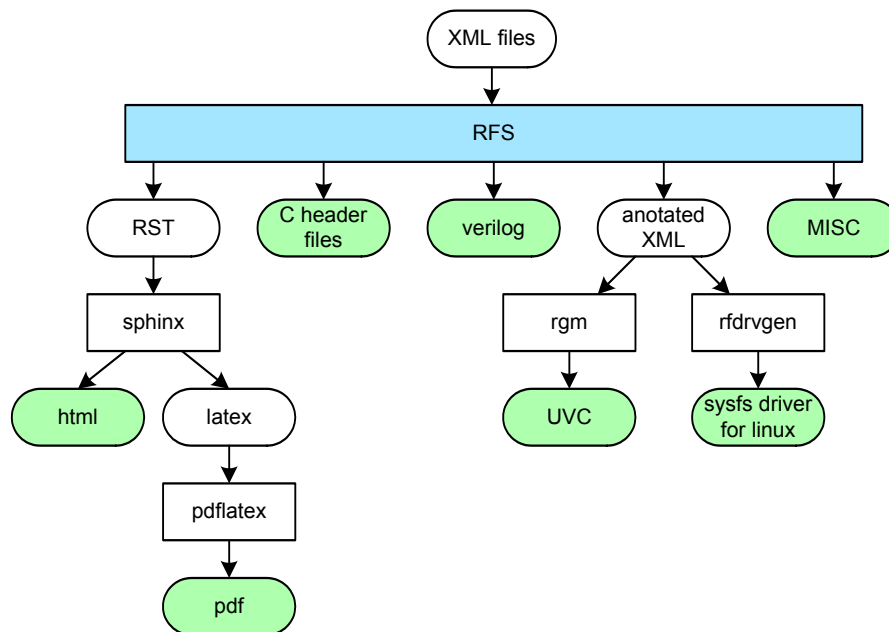 XML files
RFS
RST
C header
files
verilog
anotated
XML
MISC
sphinx
rgm
rfdrvgen
html
latex
UVC
sysfs driver
for linux
pdflatex
pdf